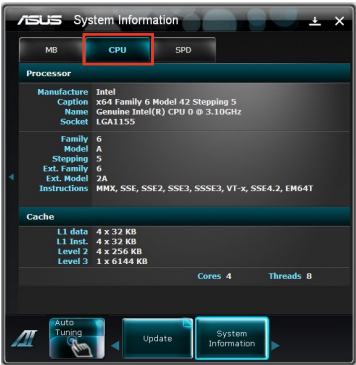 ASUS System Information
MB CPU SPD
Processor
Manufacture Intel
Caption x64 Family 6 Model 42 Stepping 5
Name Genuine Intel(R) CPU 0 @ 3.10GHz
Socket LGA1155
Family 6
Model A
Stepping 5
Ext. Family 6
Ext. Model 2A
Instructions MMX, SSE, SSE2, SSE3, SSSE3, VT-x, SSE4.2, EM64T
Cache
L1 data 4 x 32 KB
L1 Inst. 4 x 32 KB
Level 2 4 x 256 KB
Level 3 1 x 6144 KB
Cores 4 Threads 8
Auto
Tuning
Update
System
Information